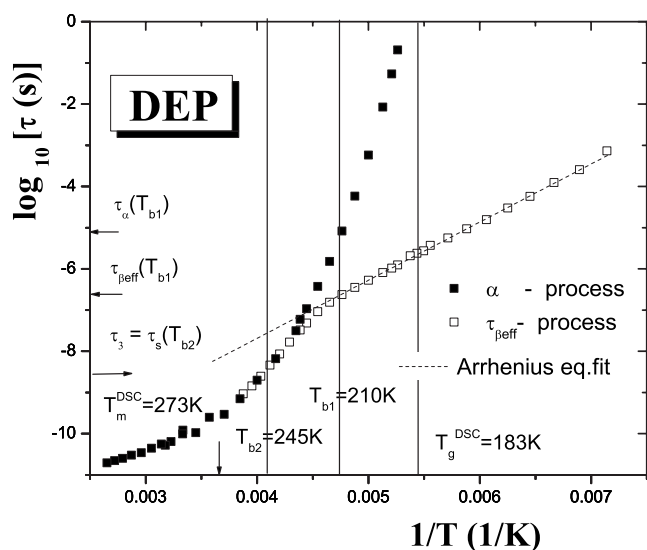 0
-2
-4
-6
-8
-10
log 10 [τ (s)]
DEP
τα(Tb1)
τβeff(Tb1)
τ3 = τs(Tb2)
TmDSC=273K
Tb2=245K
Tb1=210K
TgDSC=183K
α - process
τβeff- process
Arrhenius eq.fit
0.003 0.004 0.005 0.006 0.007
1/T (1/K)